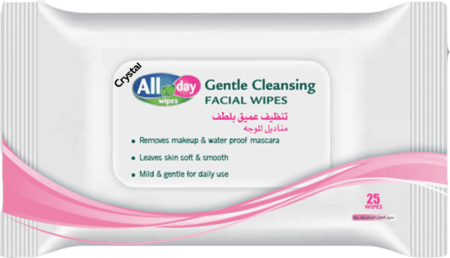 Crystal
All day
wipes
Gentle Cleansing
FACIAL WIPES
تنظيف عميق بلطف
مناديل للوجه
• Removes makeup & water proof mascara
• Leaves skin soft & smooth
• Mild & gentle for daily use
25
WIPES